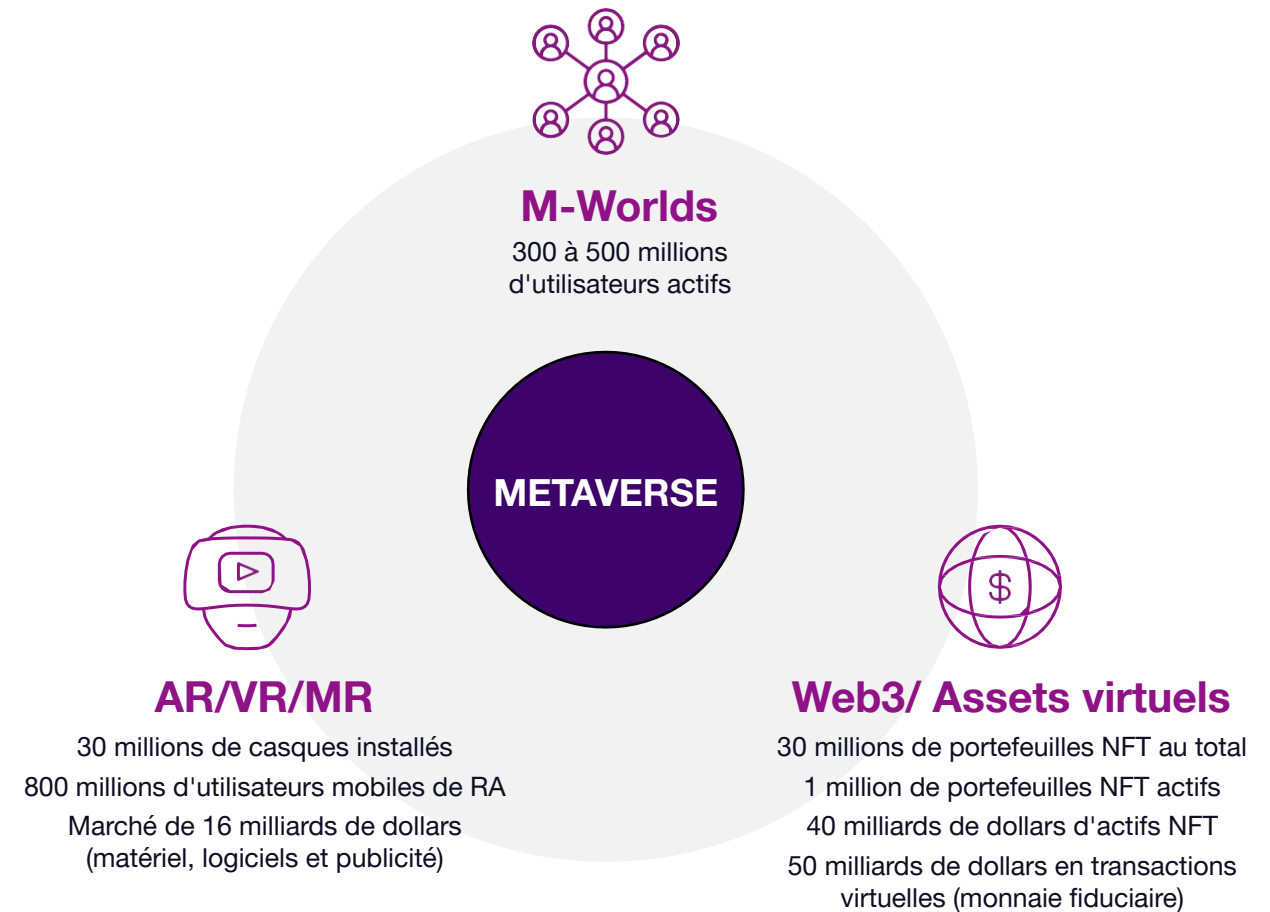 M-Worlds
300 à 500 millions
d'utilisateurs actifs
METAVERSE
$
AR/VR/MR
30 millions de casques installés
800 millions d'utilisateurs mobiles de RA
Marché de 16 milliards de dollars
(matériel, logiciels et publicité)
Web3/ Assets virtuels
30 millions de portefeuilles NFT au total
1 million de portefeuilles NFT actifs
40 milliards de dollars d'actifs NFT
50 milliards de dollars en transactions
virtuelles (monnaie fiduciaire)